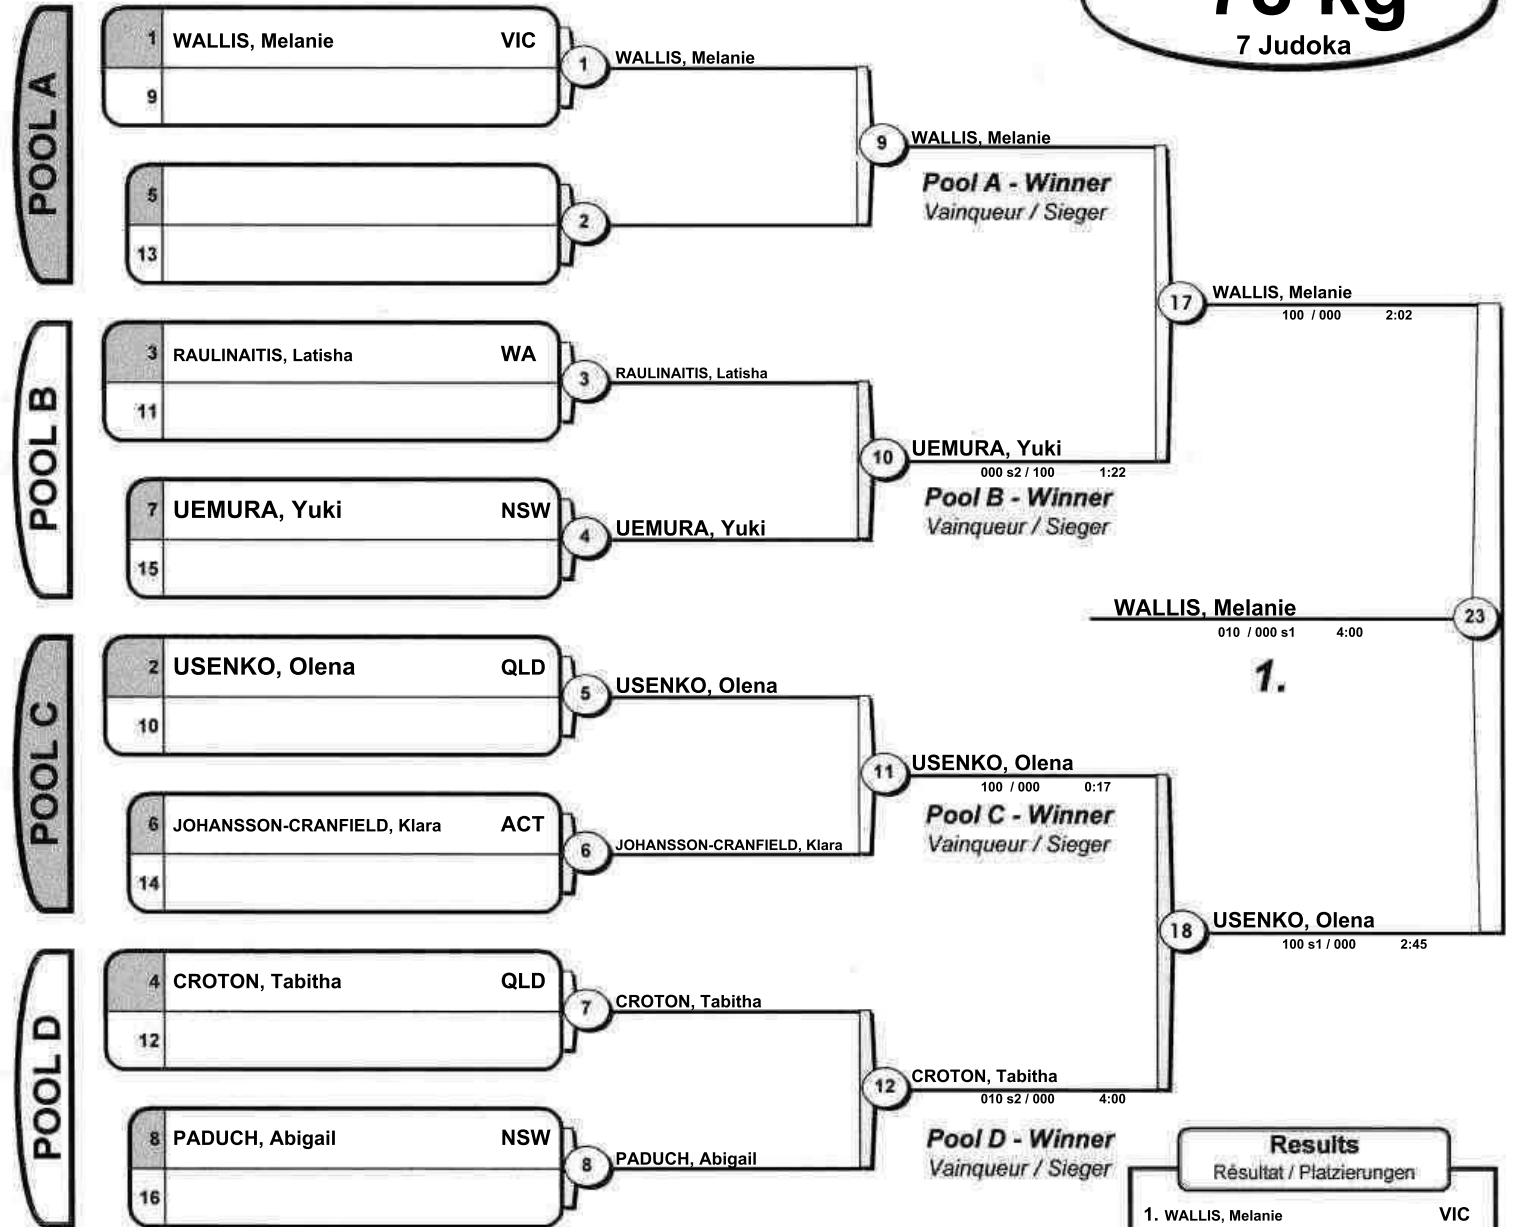 78 kg
7 Judoka
POOL A
1 WALLIS, Melanie VIC
9
1 WALLIS, Melanie
5
13
2
9 WALLIS, Melanie
Pool A - Winner
Vainqueur / Sieger
POOL B
3 RAULINAITIS, Latisha WA
11
3 RAULINAITIS, Latisha
7 UEMURA, Yuki NSW
15
4 UEMURA, Yuki
10 UEMURA, Yuki
000 s2 / 100 1:22
Pool B - Winner
Vainqueur / Sieger
17 WALLIS, Melanie
100 / 000 2:02
WALLIS, Melanie 23
010 / 000 s1 4:00
1.
POOL C
2 USENKO, Olena QLD
10
5 USENKO, Olena
6 JOHANSSON-CRANFIELD, Klara ACT
14
6 JOHANSSON-CRANFIELD, Klara
11 USENKO, Olena
100 / 000 0:17
Pool C - Winner
Vainqueur / Sieger
18 USENKO, Olena
100 s1 / 000 2:45
POOL D
4 CROTON, Tabitha QLD
12
7 CROTON, Tabitha
8 PADUCH, Abigail NSW
16
8 PADUCH, Abigail
12 CROTON, Tabitha
010 s2 / 000 4:00
Pool D - Winner
Vainqueur / Sieger
Results
Résultat / Platzierungen
1. WALLIS, Melanie VIC